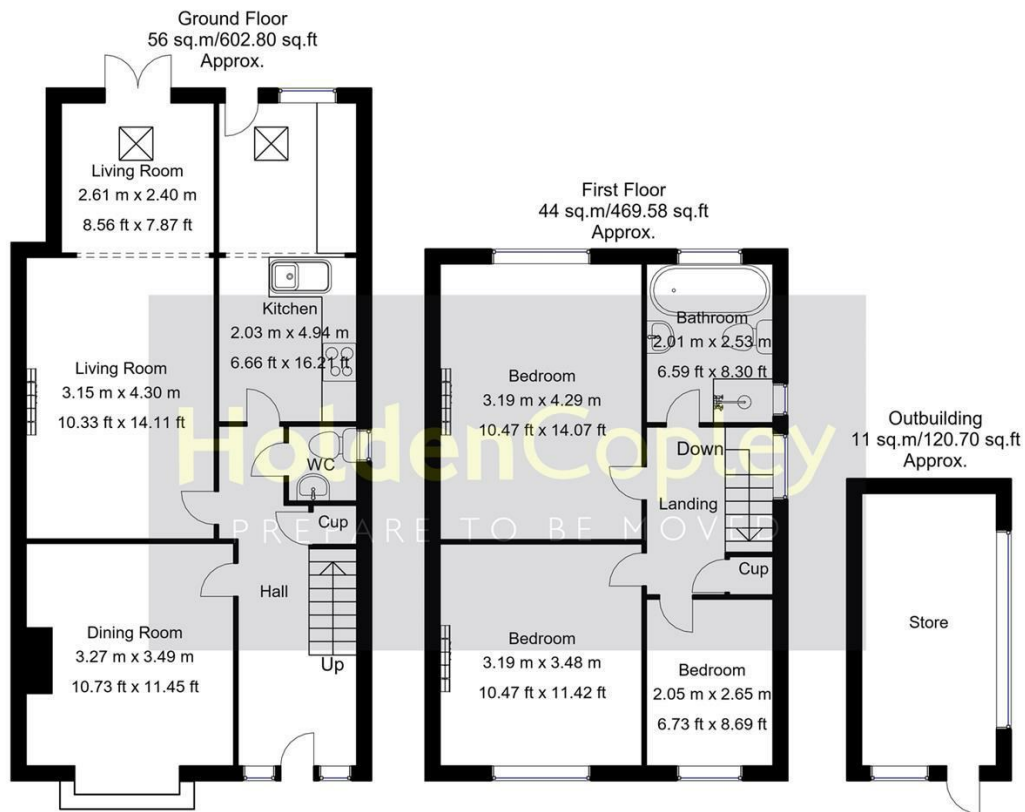 Ground Floor
56 sq.m/602.80 sq.ft
Approx.
Living Room
2.61 m x 2.40 m
8.56 ft x 7.87 ft
Kitchen
2.03 m x 4.94 m
6.66 ft x 16.21 ft
Living Room
3.15 m x 4.30 m
10.33 ft x 14.11 ft
WC
Cup
Hall
Dining Room
3.27 m x 3.49 m
10.73 ft x 11.45 ft
Up
First Floor
44 sq.m/469.58 sq.ft
Approx.
Bathroom
2.01 m x 2.53 m
6.59 ft x 8.30 ft
Bedroom
3.19 m x 4.29 m
10.47 ft x 14.07 ft
Down
Landing
Cup
Bedroom
3.19 m x 3.48 m
10.47 ft x 11.42 ft
Bedroom
2.05 m x 2.65 m
6.73 ft x 8.69 ft
Outbuilding
11 sq.m/120.70 sq.ft
Approx.
Store
HoldenCopley
PREPARE TO BE MOVED